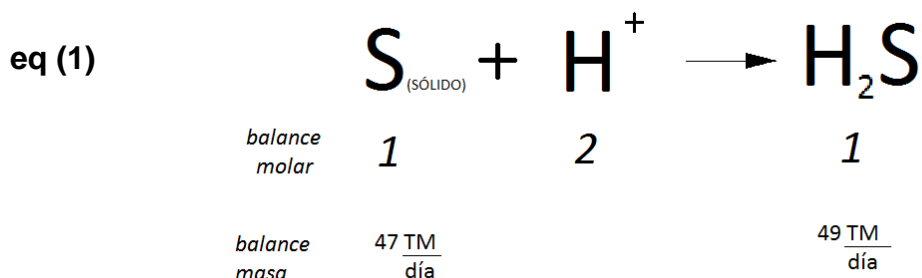 eq (1) S(SÓLIDO) + H+ → H2S
balance molar 1 2 1
balance masa 47 TM/día 49 TM/día